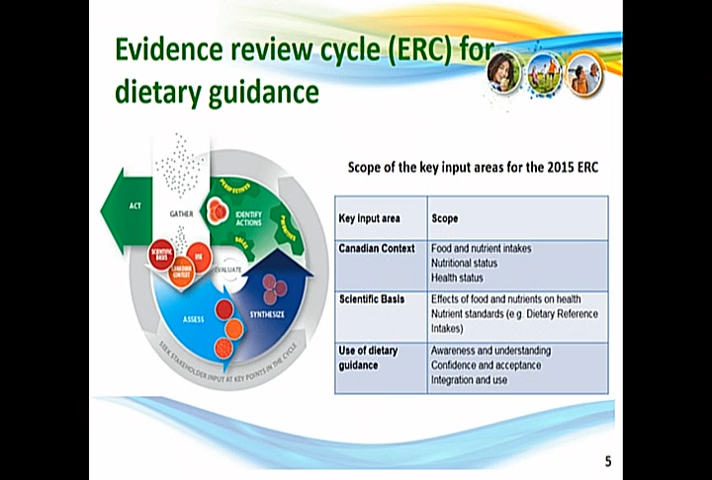 Evidence review cycle (ERC) for
dietary guidance
Scope of the key input areas for the 2015 ERC
Key input area Scope
Canadian Context Food and nutrient intakes
Nutritional status
Health status
Scientific Basis Effects of food and nutrients on health
Nutrient standards (e.g. Dietary Reference
Intakes)
Use of dietary Awareness and understanding
guidance Confidence and acceptance
Integration and use
ACT
GATHER
PERSPECTIVES
IDENTIFY
ACTIONS
PRIORITIES
ROLES
SCIENTIFIC
BASIS
CANADIAN
CONTEXT
USE
EVALUATE
ASSESS
SYNTHESIZE
SEEK STAKEHOLDER INPUT AT KEY POINTS IN THE CYCLE
5